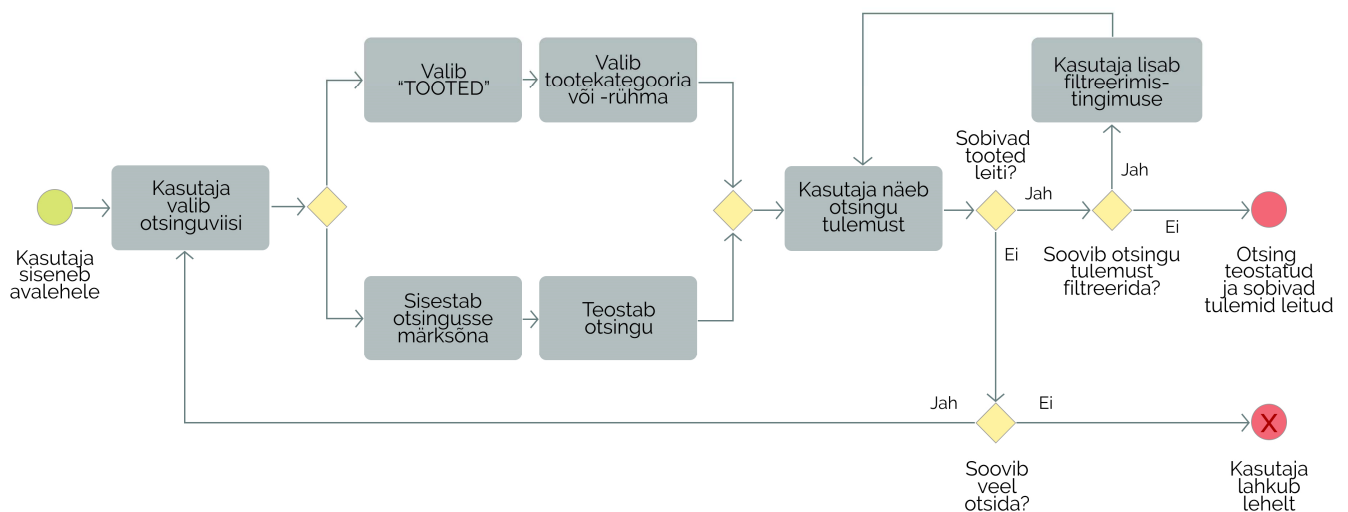 Kasutaja
siseneb
avalehele
Kasutaja
valib
otsinguviisi
Valib
“TOOTED”
Valib
tootekategooria
või -rühma
Sisestab
otsingusse
märksõna
Teostab
otsingu
Kasutaja näeb
otsingu
tulemust
Sobivad
tooted
leiti?
Jah
Ei
Kasutaja lisab
filtreerimis-
tingimuse
Jah
Ei
Soovib otsingu
tulemust
filtreerida?
Otsing
teostatud
ja sobivad
tulemid leitud
Jah
Ei
Soovib
veel
otsida?
X
Kasutaja
lahkub
lehelt